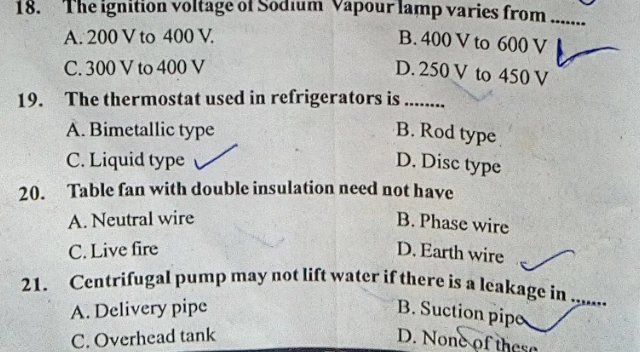 18. The ignition voltage of Sodium Vapour lamp varies from .......
A. 200 V to 400 V. B. 400 V to 600 V
C. 300 V to 400 V D. 250 V to 450 V
19. The thermostat used in refrigerators is ........
A. Bimetallic type B. Rod type
C. Liquid type D. Disc type
20. Table fan with double insulation need not have
A. Neutral wire B. Phase wire
C. Live fire D. Earth wire
21. Centrifugal pump may not lift water if there is a leakage in .......
A. Delivery pipe B. Suction pipe
C. Overhead tank D. None of these